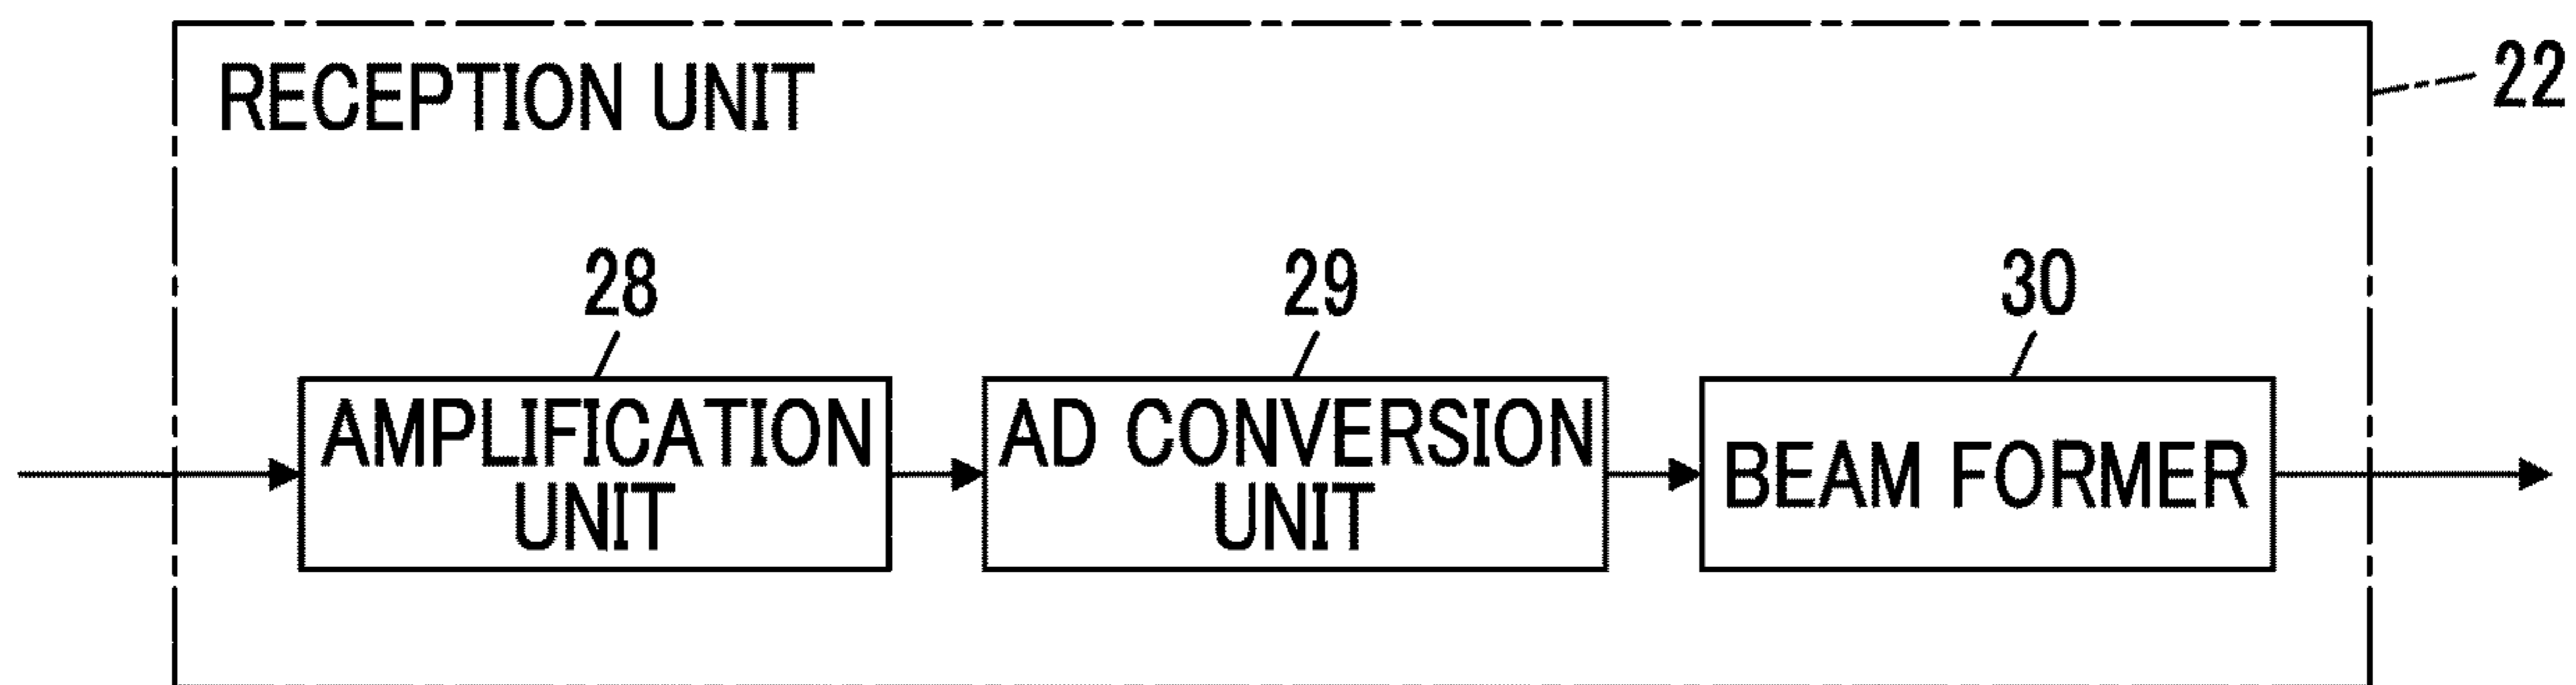 RECEPTION UNIT
22
28
29
30
AMPLIFICATION
UNIT
AD CONVERSION
UNIT
BEAM FORMER